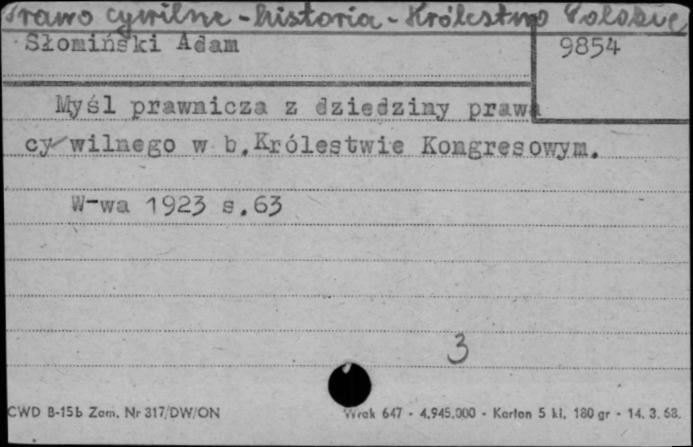 Prawo cywilne - historia - Królestwo Polskie
Słomiński Adam
9854
Myśl prawnicza z dziedziny prawa
cy wilnego w b.Królestwie Kongresowym.
W-wa 1923 s.63
3
CWD B-15b Zam. Nr 317/DW/ON
Wrak 647 - 4.945.000 - Karton 5 kl. 180 gr - 14. 3. 68.